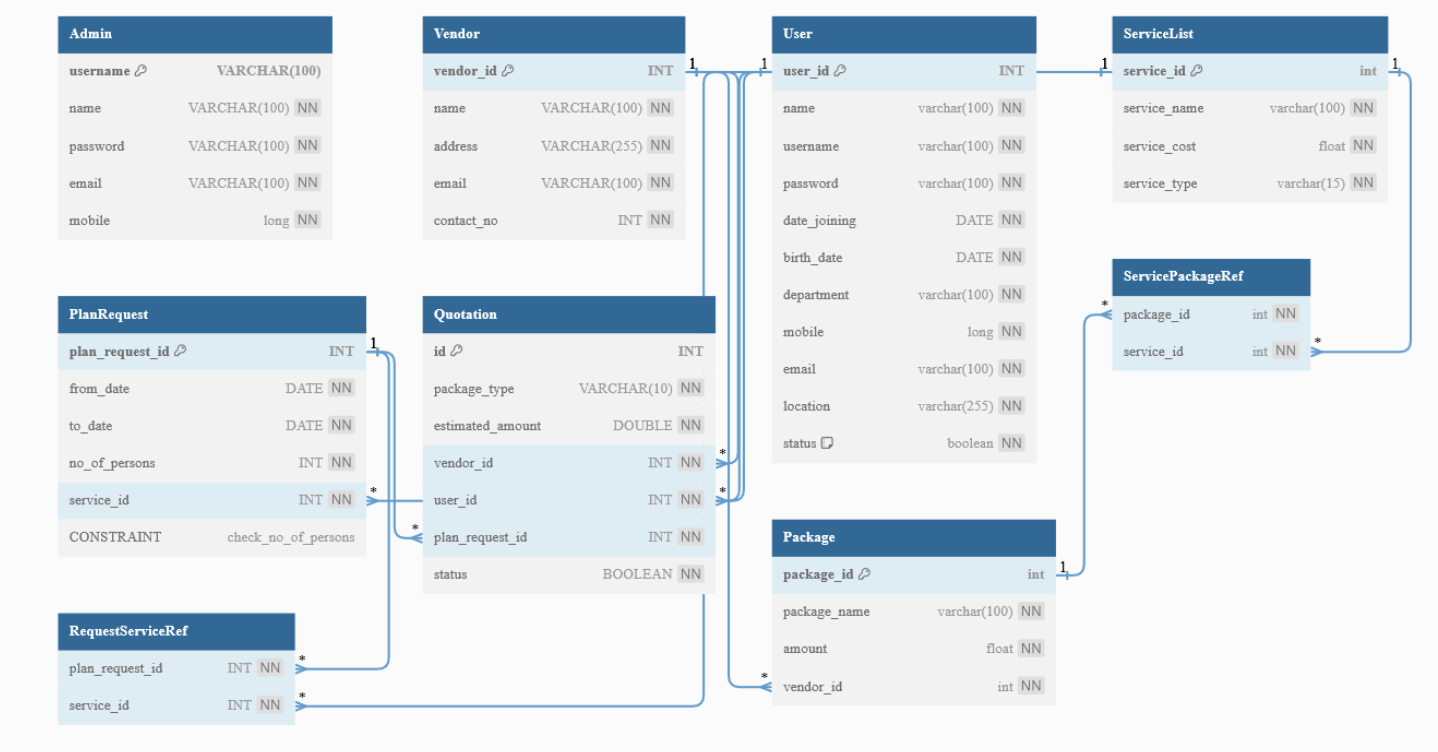 Admin
username VARCHAR(100)
name VARCHAR(100) NN
password VARCHAR(100) NN
email VARCHAR(100) NN
mobile long NN
Vendor
vendor_id INT
name VARCHAR(100) NN
address VARCHAR(255) NN
email VARCHAR(100) NN
contact_no INT NN
1
1
User
user_id INT
name varchar(100) NN
username varchar(100) NN
password varchar(100) NN
date_joining DATE NN
birth_date DATE NN
department varchar(100) NN
mobile long NN
email varchar(100) NN
location varchar(255) NN
status boolean NN
1
ServiceList
service_id int
service_name varchar(100) NN
service_cost float NN
service_type varchar(15) NN
1
ServicePackageRef
* package_id int NN
service_id int NN *
PlanRequest
plan_request_id INT 1
from_date DATE NN
to_date DATE NN
no_of_persons INT NN
service_id INT NN *
CONSTRAINT check_no_of_persons
Quotation
id INT
package_type VARCHAR(10) NN
estimated_amount DOUBLE NN
vendor_id INT NN *
user_id INT NN *
* plan_request_id INT NN
status BOOLEAN NN
Package
package_id int 1
package_name varchar(100) NN
amount float NN
* vendor_id int NN
RequestServiceRef
plan_request_id INT NN *
service_id INT NN *